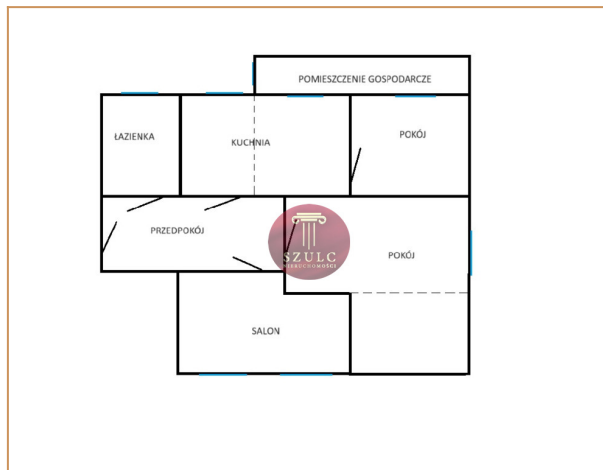 POMIESZCZENIE GOSPODARCZE
ŁAZIENKA
KUCHNIA
POKÓJ
PRZEDPOKÓJ
SZULC
NIERUCHOMOŚCI
POKÓJ
SALON